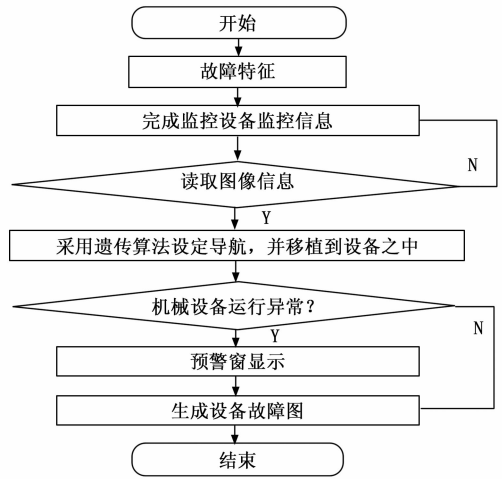 开始
故障特征
完成监控设备监控信息
N
读取图像信息
Y
采用遗传算法设定导航，并移植到设备之中
机械设备运行异常？
N
Y
预警窗显示
生成设备故障图
结束